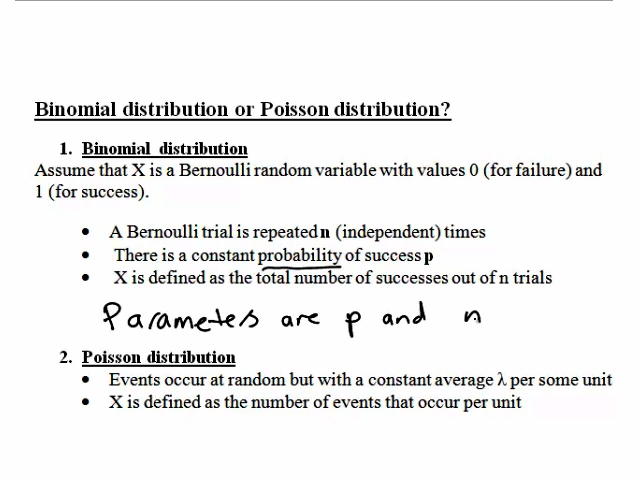 Binomial distribution or Poisson distribution?
1. Binomial distribution
Assume that X is a Bernoulli random variable with values 0 (for failure) and
1 (for success).
• A Bernoulli trial is repeated n (independent) times
• There is a constant probability of success p
• X is defined as the total number of successes out of n trials
Parametes are p and n
2. Poisson distribution
• Events occur at random but with a constant average λ per some unit
• X is defined as the number of events that occur per unit